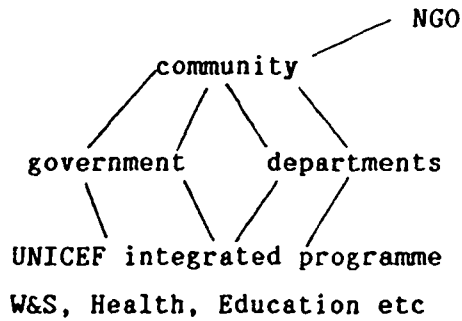 NGO
community
government departments
UNICEF integrated programme
W&S, Health, Education etc